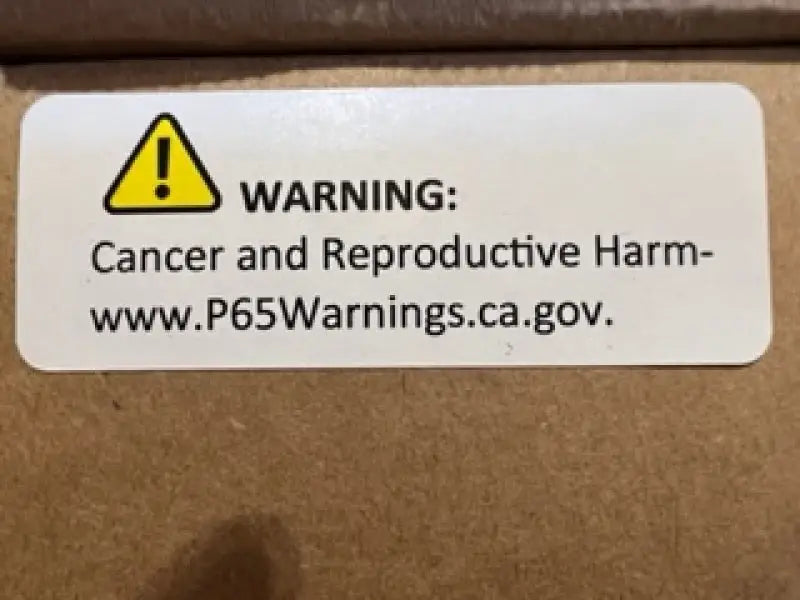 WARNING:
Cancer and Reproductive Harm-
www.P65Warnings.ca.gov.